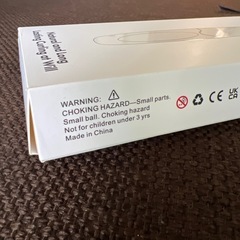 WARNING:
CHOKING HAZARD—Small parts.
Small ball. Choking hazard
Not for children under 3 yrs
Made in China
CE
UK
CA